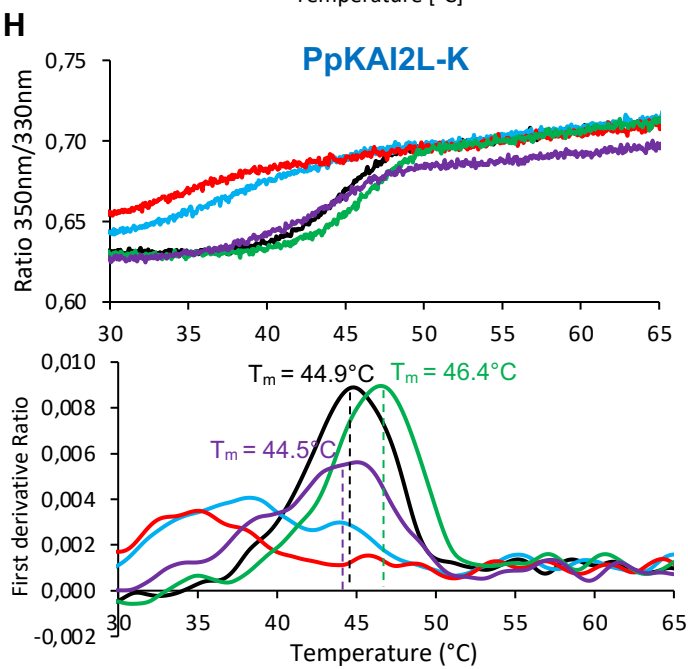 Temperature [°C]
H
PpKAI2L-K
Ratio 350nm/330nm
0,75
0,70
0,65
0,60
30 35 40 45 50 55 60 65
First derivative Ratio
0,010
0,008
0,006
0,004
0,002
0,000
-0,002
Tm = 44.9°C
Tm = 46.4°C
Tm = 44.5°C
30 35 40 45 50 55 60 65
Temperature (°C)